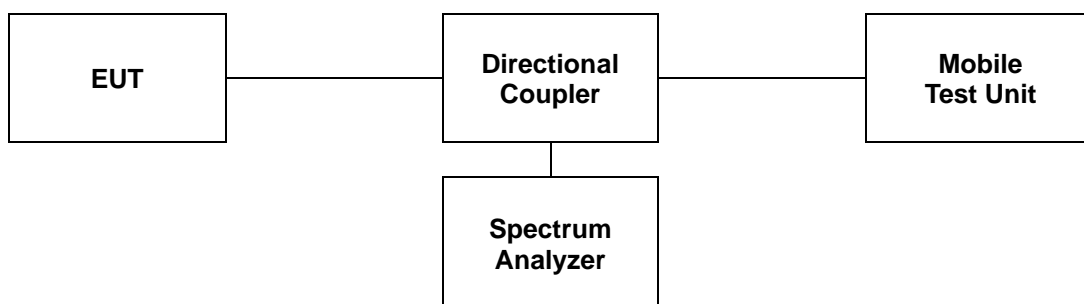 EUT
Directional
Coupler
Mobile
Test Unit
Spectrum
Analyzer